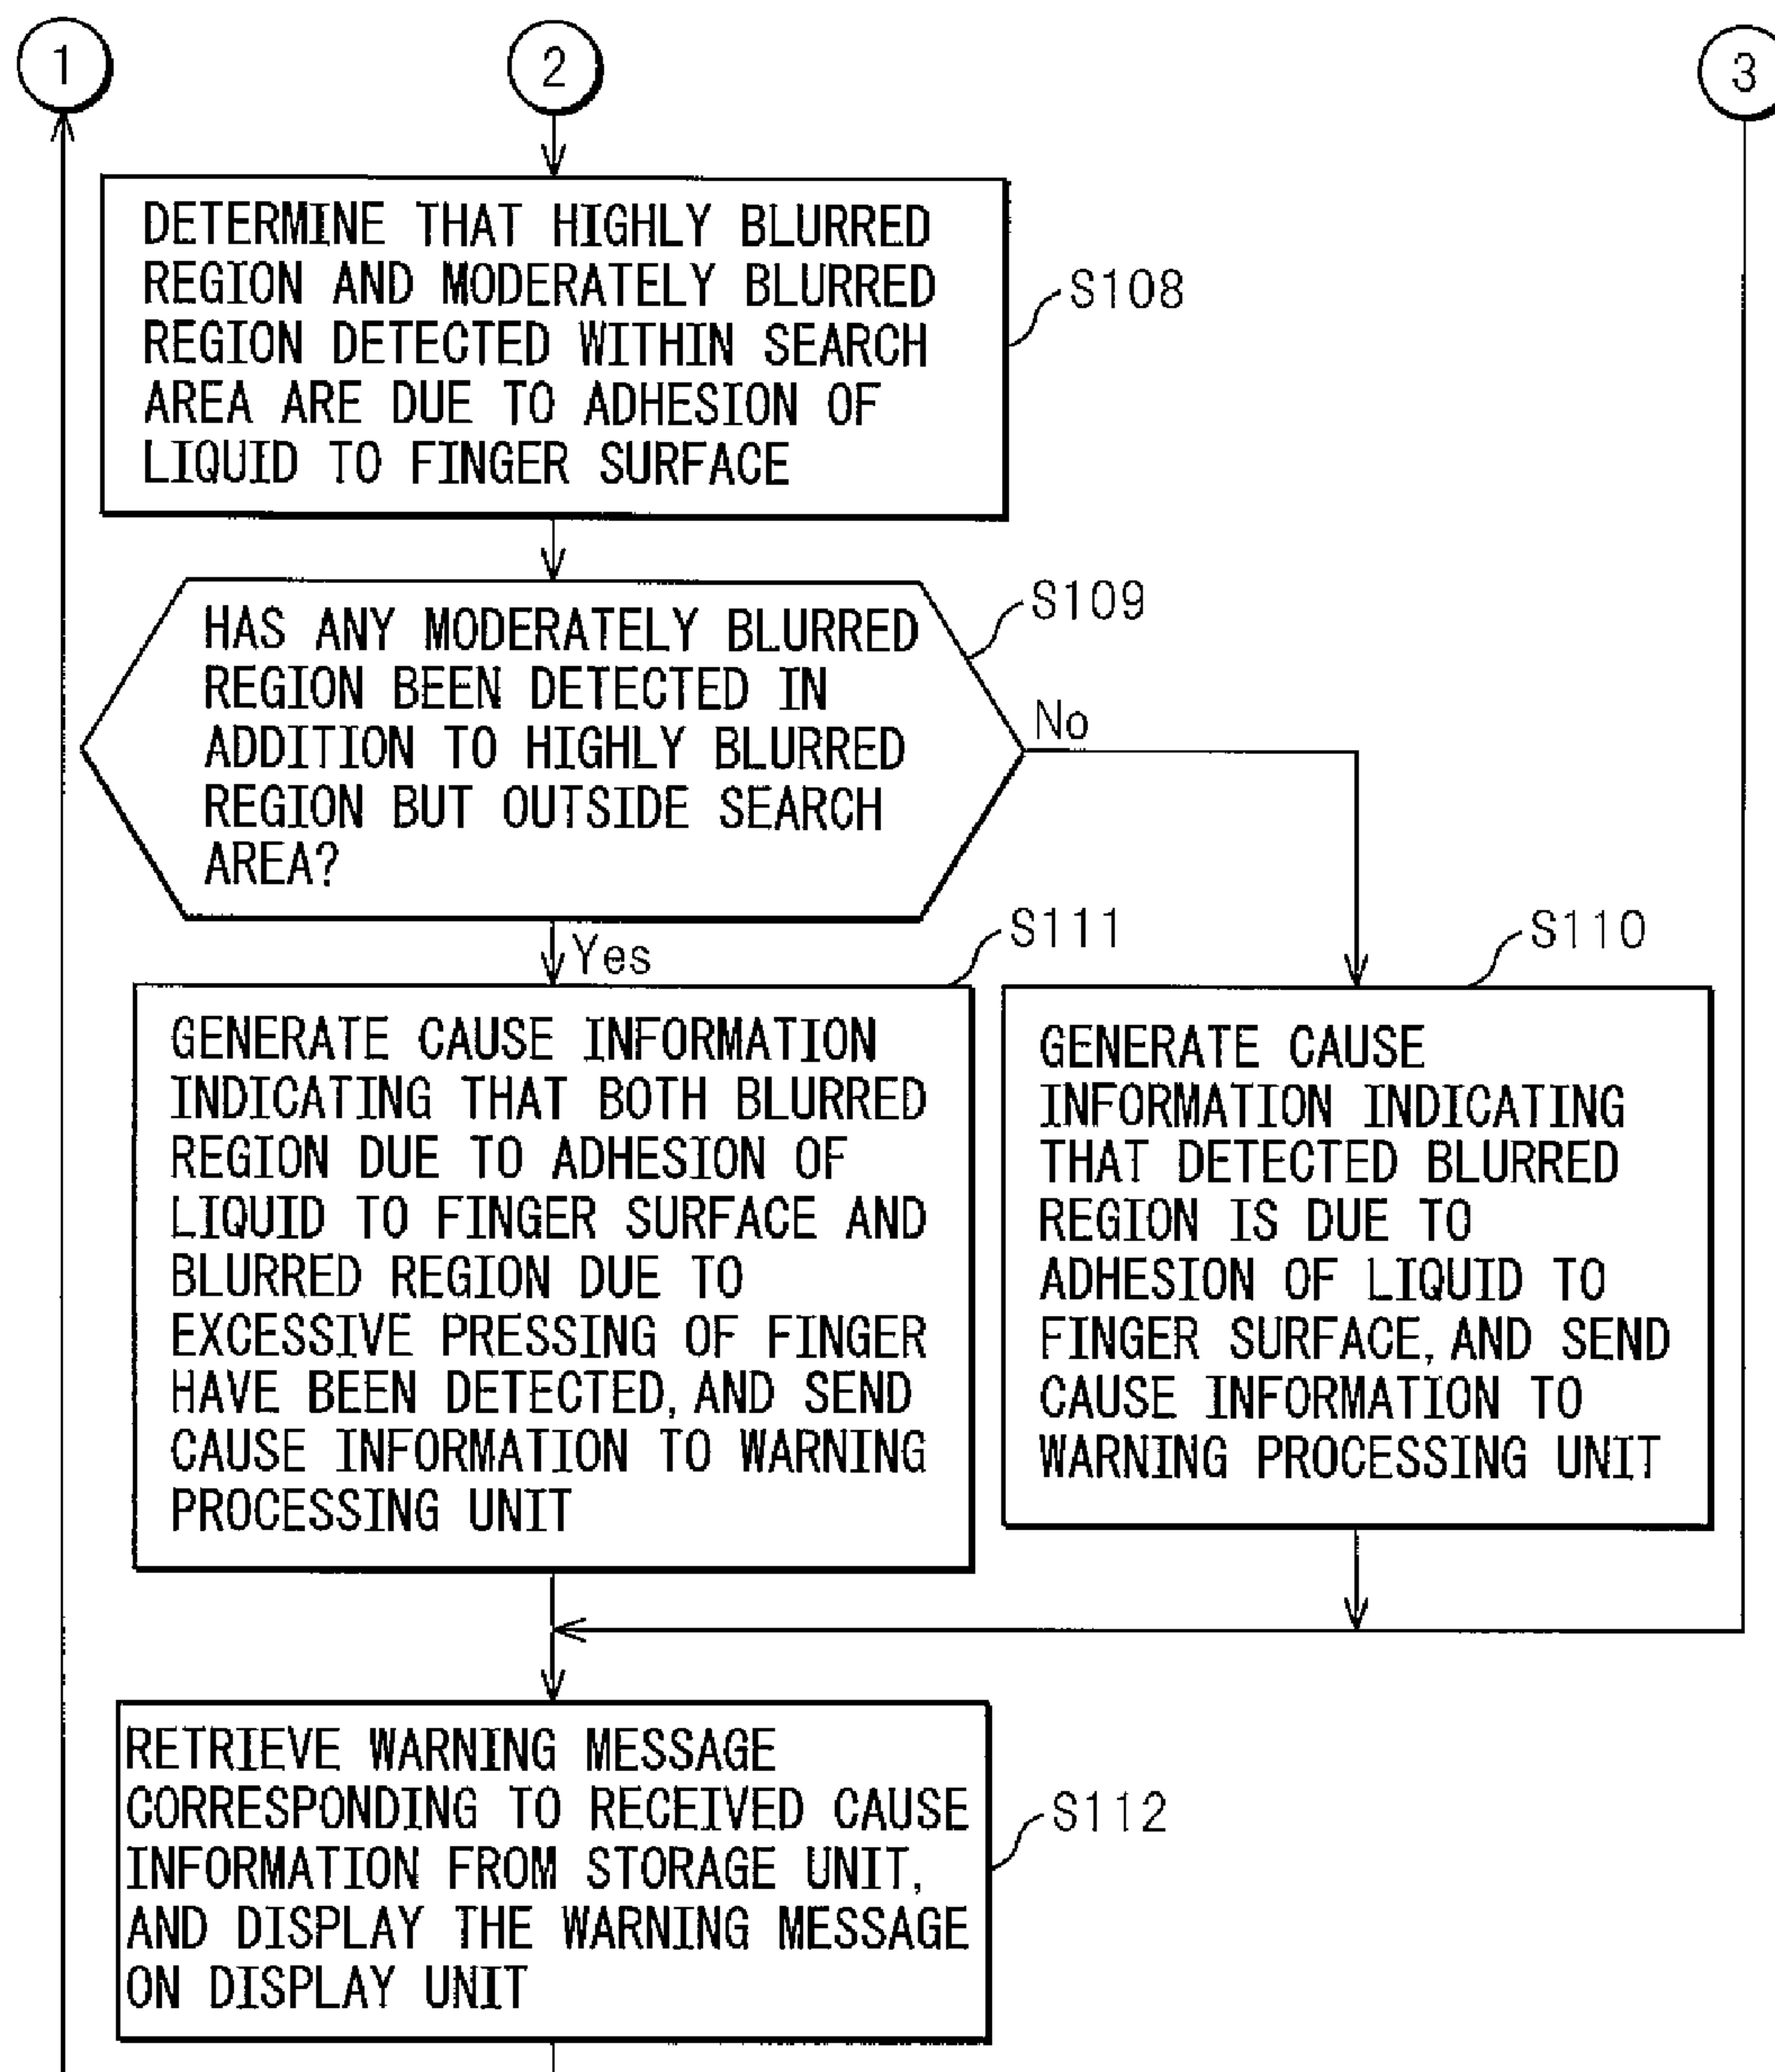 1
2
3
DETERMINE THAT HIGHLY BLURRED
REGION AND MODERATELY BLURRED
REGION DETECTED WITHIN SEARCH
AREA ARE DUE TO ADHESION OF
LIQUID TO FINGER SURFACE
S108
HAS ANY MODERATELY BLURRED
REGION BEEN DETECTED IN
ADDITION TO HIGHLY BLURRED
REGION BUT OUTSIDE SEARCH
AREA?
S109
No
Yes
S111
GENERATE CAUSE INFORMATION
INDICATING THAT BOTH BLURRED
REGION DUE TO ADHESION OF
LIQUID TO FINGER SURFACE AND
BLURRED REGION DUE TO
EXCESSIVE PRESSING OF FINGER
HAVE BEEN DETECTED, AND SEND
CAUSE INFORMATION TO WARNING
PROCESSING UNIT
S110
GENERATE CAUSE
INFORMATION INDICATING
THAT DETECTED BLURRED
REGION IS DUE TO
ADHESION OF LIQUID TO
FINGER SURFACE, AND SEND
CAUSE INFORMATION TO
WARNING PROCESSING UNIT
RETRIEVE WARNING MESSAGE
CORRESPONDING TO RECEIVED CAUSE
INFORMATION FROM STORAGE UNIT,
AND DISPLAY THE WARNING MESSAGE
ON DISPLAY UNIT
S112